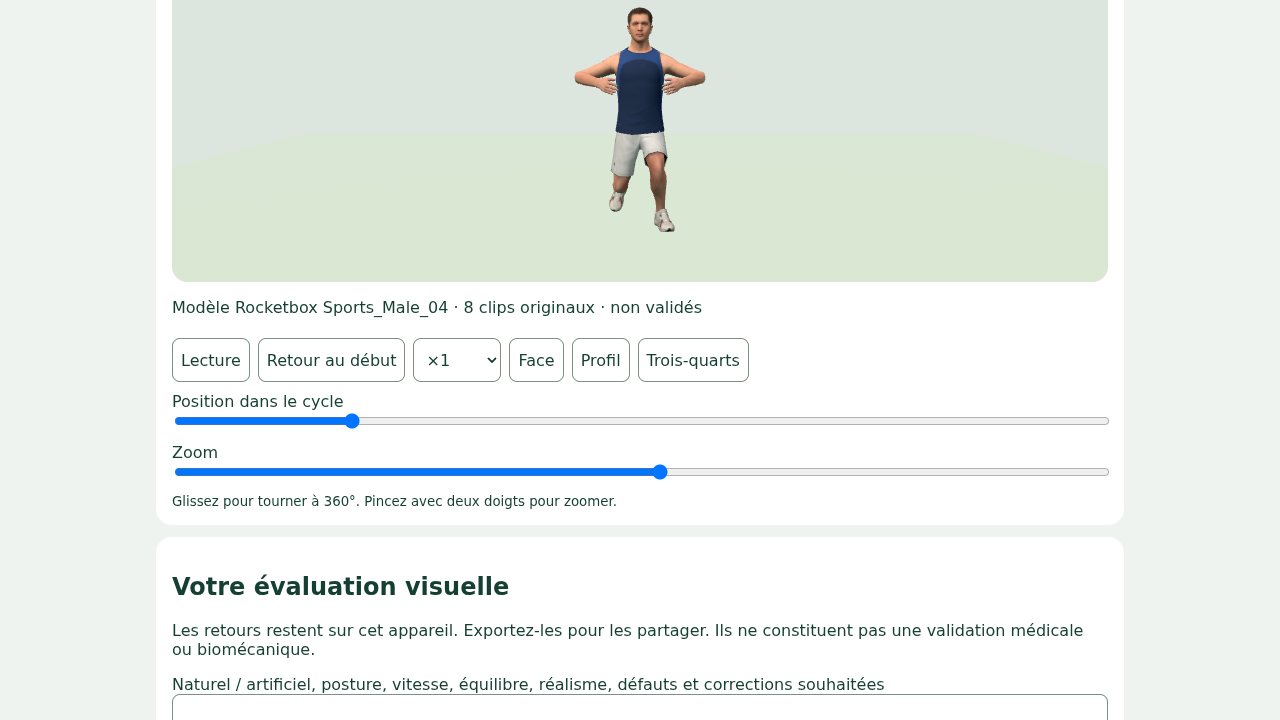 Modèle Rocketbox Sports_Male_04 · 8 clips originaux · non validés
Lecture Retour au début ×1 Face Profil Trois-quarts
Position dans le cycle
Zoom
Glissez pour tourner à 360°. Pincez avec deux doigts pour zoomer.
Votre évaluation visuelle
Les retours restent sur cet appareil. Exportez-les pour les partager. Ils ne constituent pas une validation médicale
ou biomécanique.
Naturel / artificiel, posture, vitesse, équilibre, réalisme, défauts et corrections souhaitées